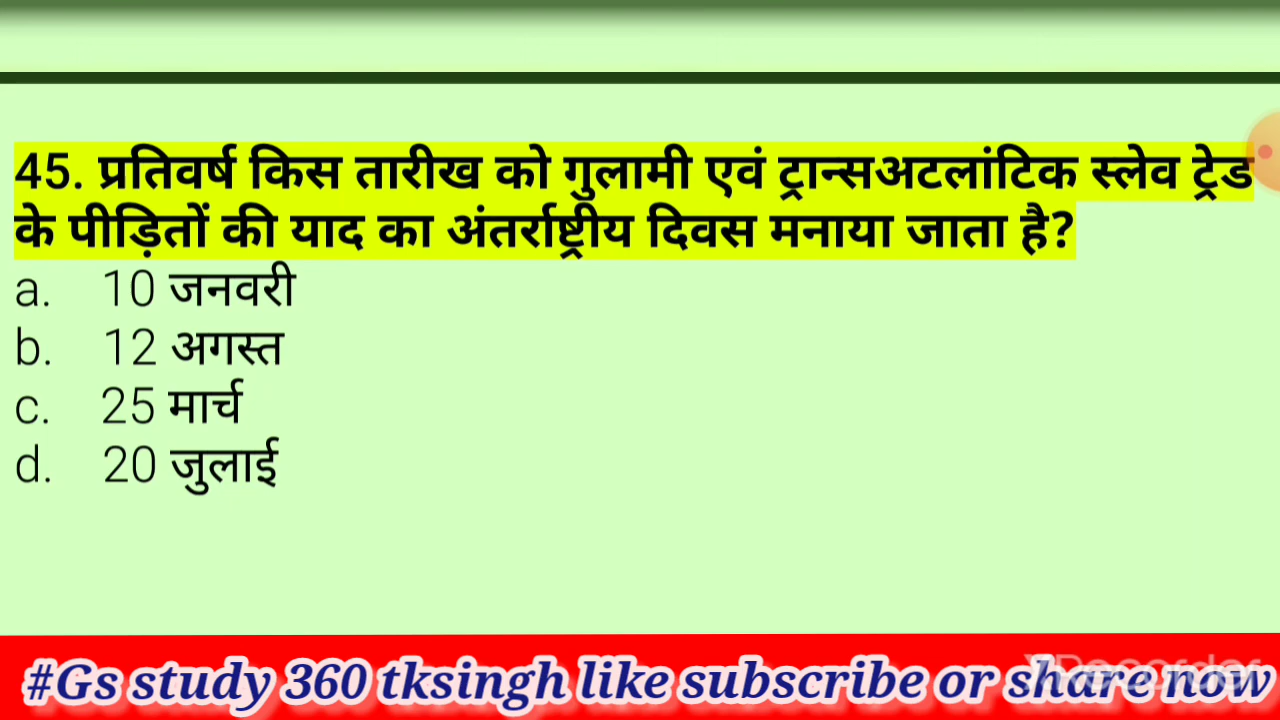 45. प्रतिवर्ष किस तारीख को गुलामी एवं ट्रान्सअटलांटिक स्लेव ट्रेड
के पीड़ितों की याद का अंतर्राष्ट्रीय दिवस मनाया जाता है?
a. 10 जनवरी
b. 12 अगस्त
c. 25 मार्च
d. 20 जुलाई
#Gs study 360 tksingh like subscribe or share now
XRecorder